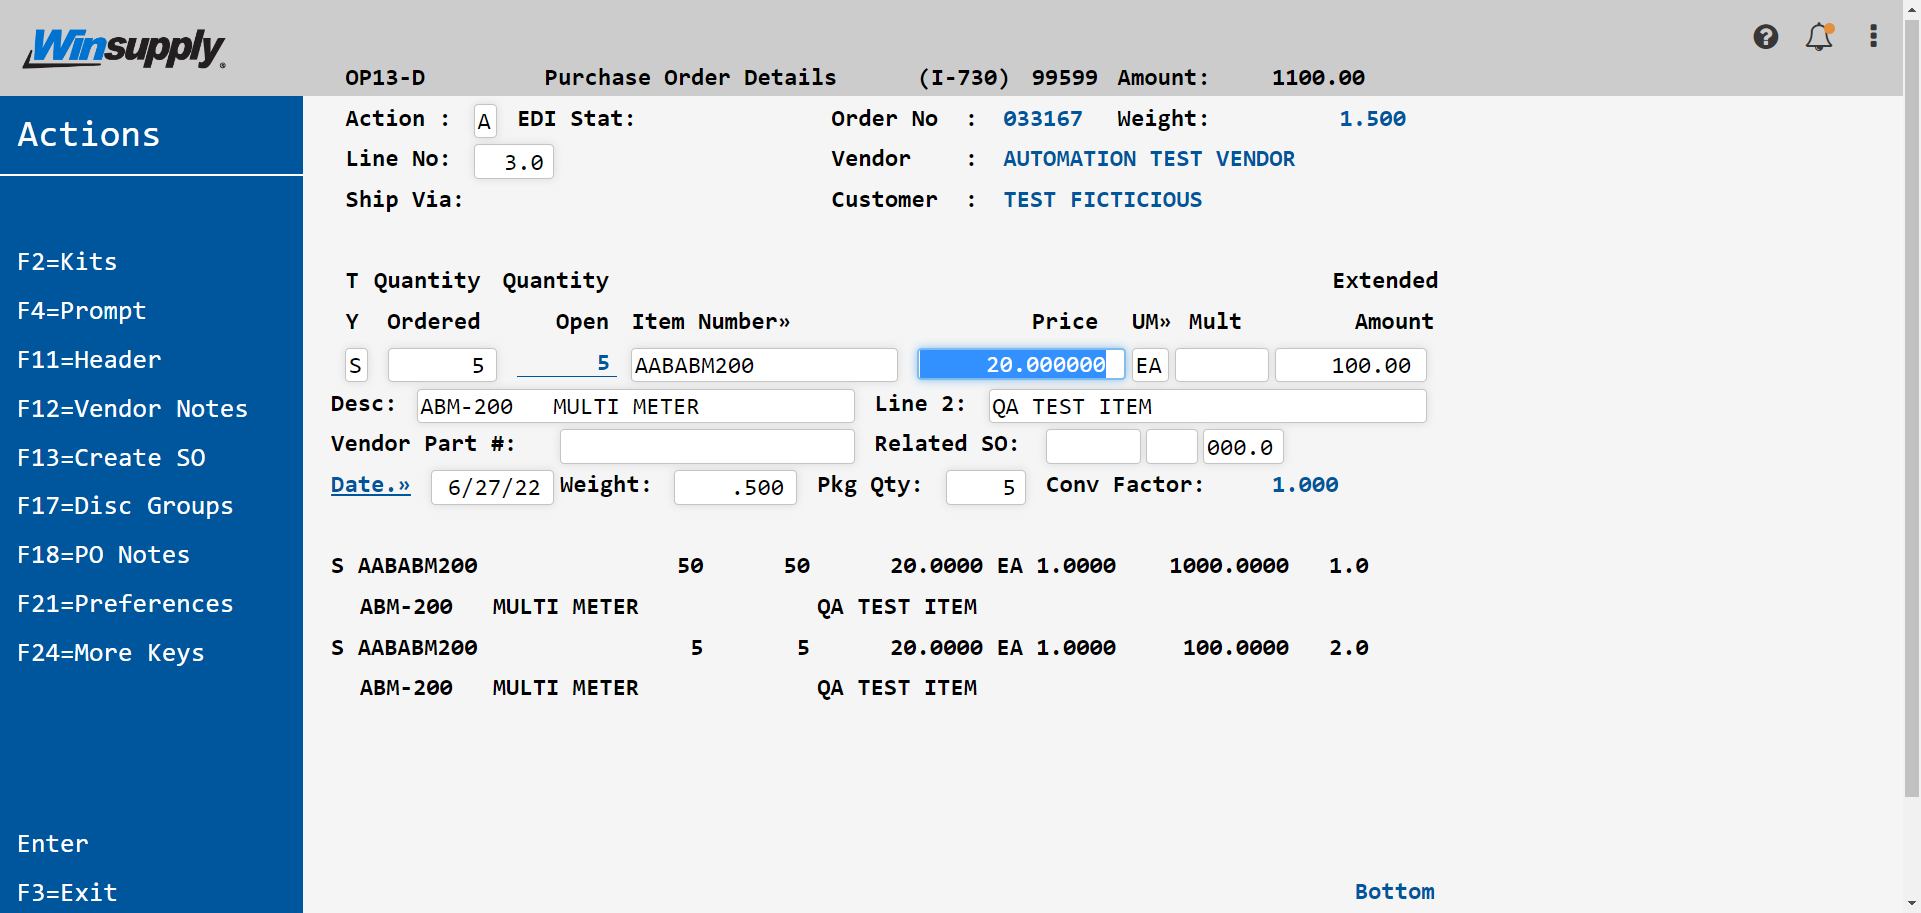 Winsupply®
OP13-D Purchase Order Details (I-730) 99599 Amount: 1100.00
Actions
F2=Kits
F4=Prompt
F11=Header
F12=Vendor Notes
F13=Create SO
F17=Disc Groups
F18=PO Notes
F21=Preferences
F24=More Keys
Enter
F3=Exit
Action : A EDI Stat: Order No : 033167 Weight: 1.500
Line No: 3.0 Vendor : AUTOMATION TEST VENDOR
Ship Via: Customer : TEST FICTICIOUS
T Quantity Quantity Extended
Y Ordered Open Item Number» Price UM» Mult Amount
S 5 5 AABABM200 20.000000 EA 100.00
Desc: ABM-200 MULTI METER Line 2: QA TEST ITEM
Vendor Part #: Related SO: 000.0
Date.» 6/27/22 Weight: .500 Pkg Qty: 5 Conv Factor: 1.000
S AABABM200 50 50 20.0000 EA 1.0000 1000.0000 1.0
ABM-200 MULTI METER QA TEST ITEM
S AABABM200 5 5 20.0000 EA 1.0000 100.0000 2.0
ABM-200 MULTI METER QA TEST ITEM
Bottom